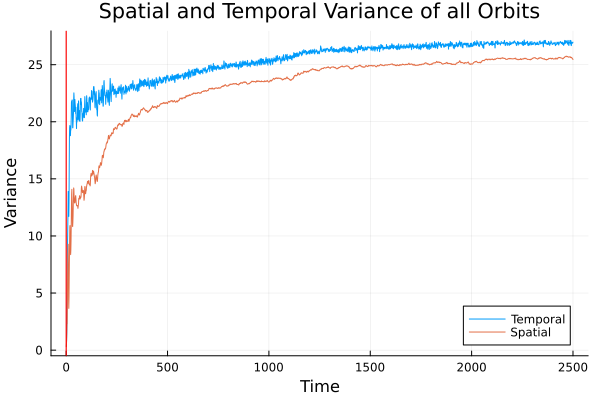 Spatial and Temporal Variance of all Orbits
Variance
25
20
15
10
5
0
Temporal
Spatial
0 500 1000 1500 2000 2500
Time